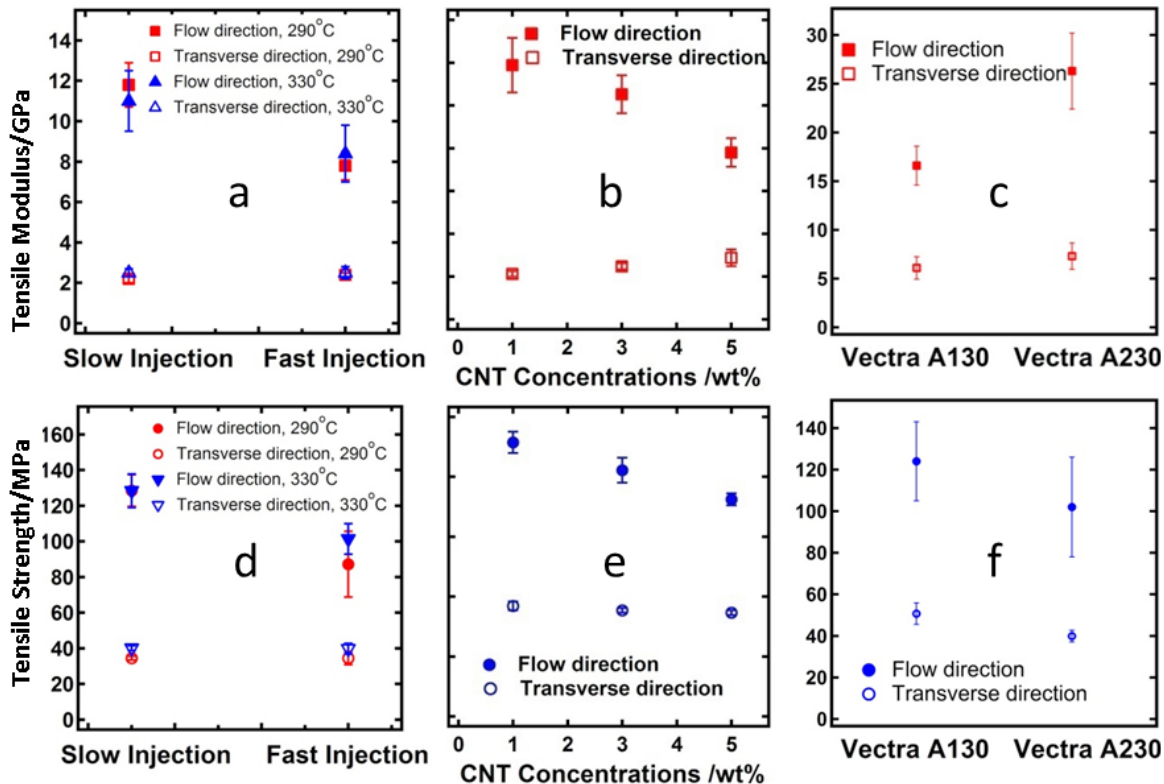 Tensile Modulus/GPa
14
12
10
8
6
4
2
0
Flow direction, 290°C
Transverse direction, 290°C
Flow direction, 330°C
Transverse direction, 330°C
a
Slow Injection Fast Injection
Flow direction
Transverse direction
b
0 1 2 3 4 5
CNT Concentrations /wt%
30
25
20
15
10
5
0
Flow direction
Transverse direction
c
Vectra A130 Vectra A230
Tensile Strength/MPa
160
140
120
100
80
60
40
20
0
Flow direction, 290°C
Transverse direction, 290°C
Flow direction, 330°C
Transverse direction, 330°C
d
Slow Injection Fast Injection
e
Flow direction
Transverse direction
0 1 2 3 4 5
CNT Concentrations /wt%
140
120
100
80
60
40
20
0
f
Flow direction
Transverse direction
Vectra A130 Vectra A230